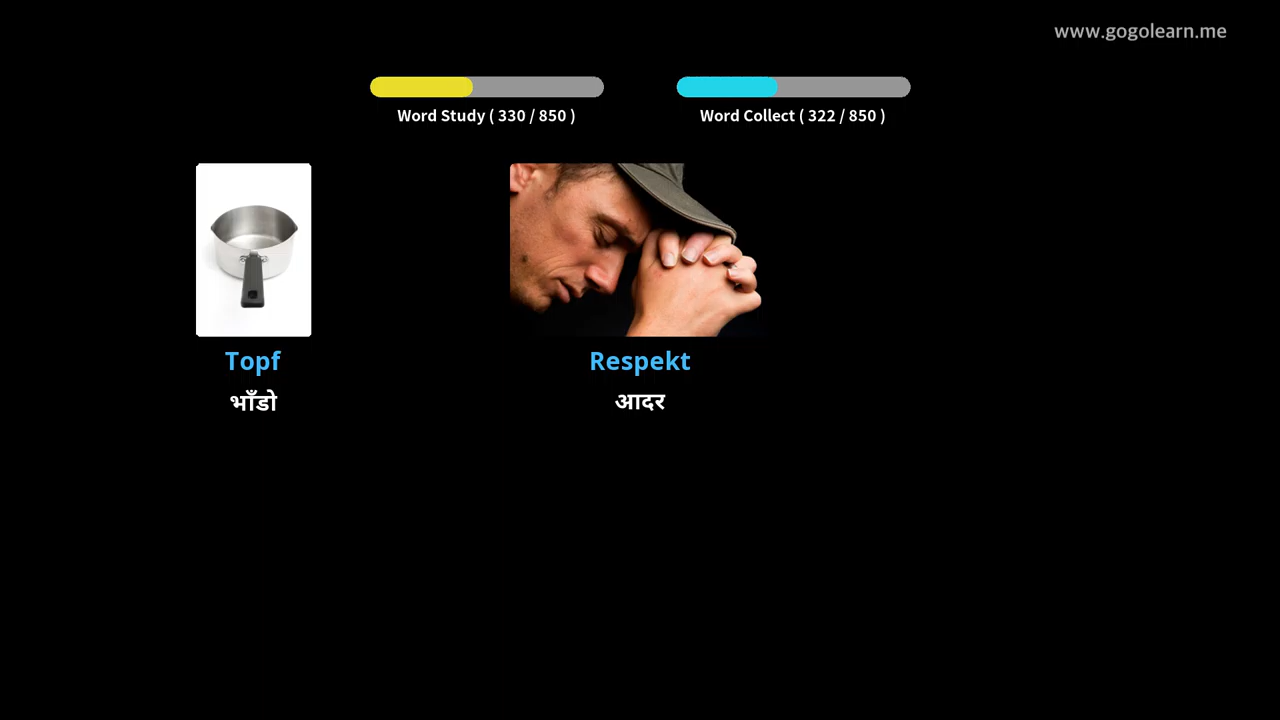 www.gogolearn.me
Word Study ( 330 / 850 )
Word Collect ( 322 / 850 )
Topf
भाँडो
Respekt
आदर